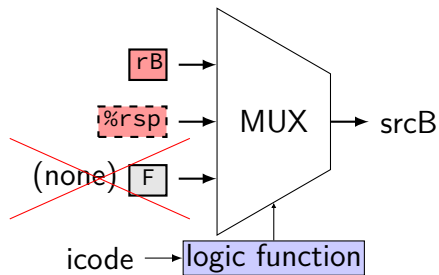 rB
%rsp
MUX
srcB
(none) F
icode
logic function